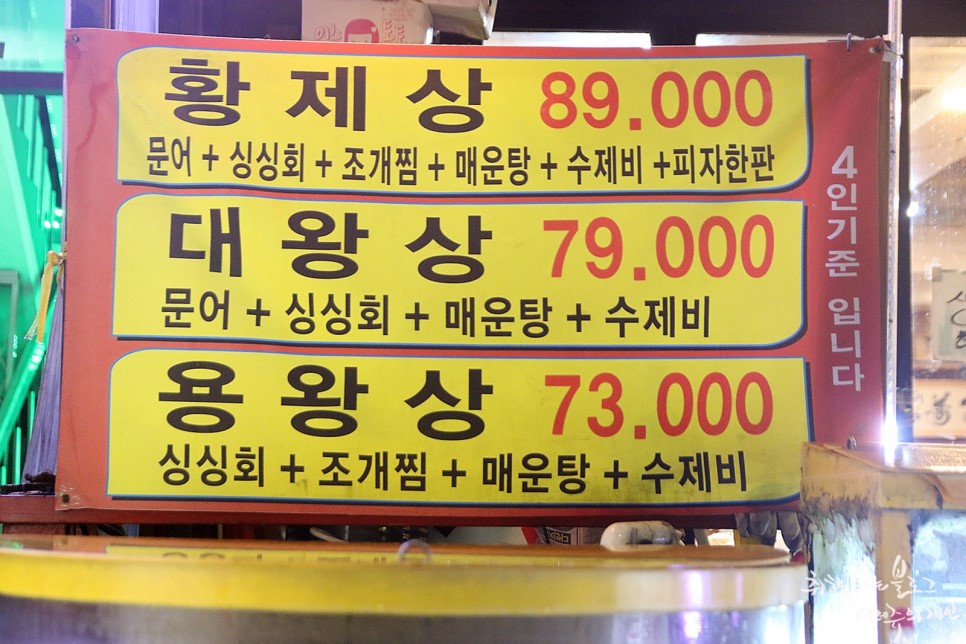 황제상 89.000
문어 + 싱싱회 + 조개찜 + 매운탕 + 수제비 +피자한판
대왕상 79.000
문어 + 싱싱회 + 매운탕 + 수제비
용왕상 73.000
싱싱회 + 조개찜 + 매운탕 + 수제비
4인기준 입니다